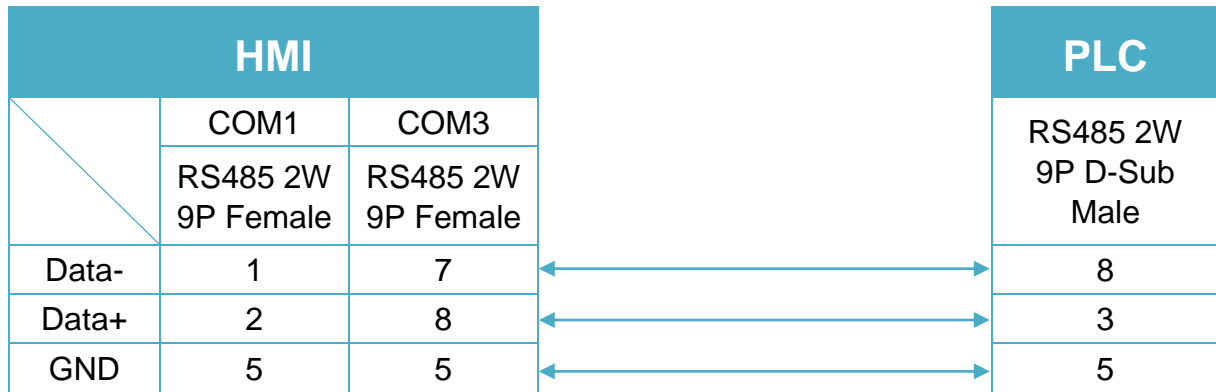 HMI PLC
COM1 COM3
RS485 2W
9P Female
RS485 2W
9P Female
RS485 2W
9P D-Sub
Male
Data- 1 7 8
Data+ 2 8 3
GND 5 5 5